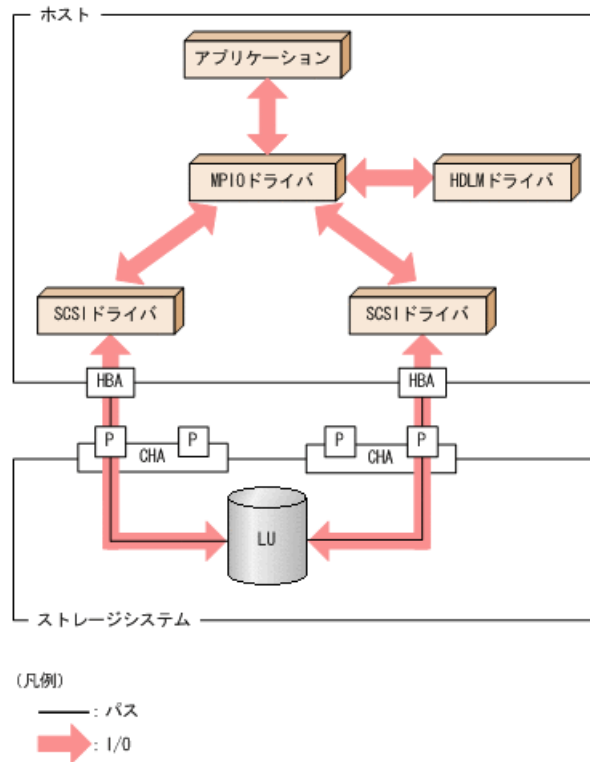 ホスト
アプリケーション
MPIOドライバ
HDLMドライバ
SCSIドライバ
SCSIドライバ
HBA
HBA
P
P
P
P
CHA
CHA
LU
ストレージシステム
(凡例)
: パス
: I/O